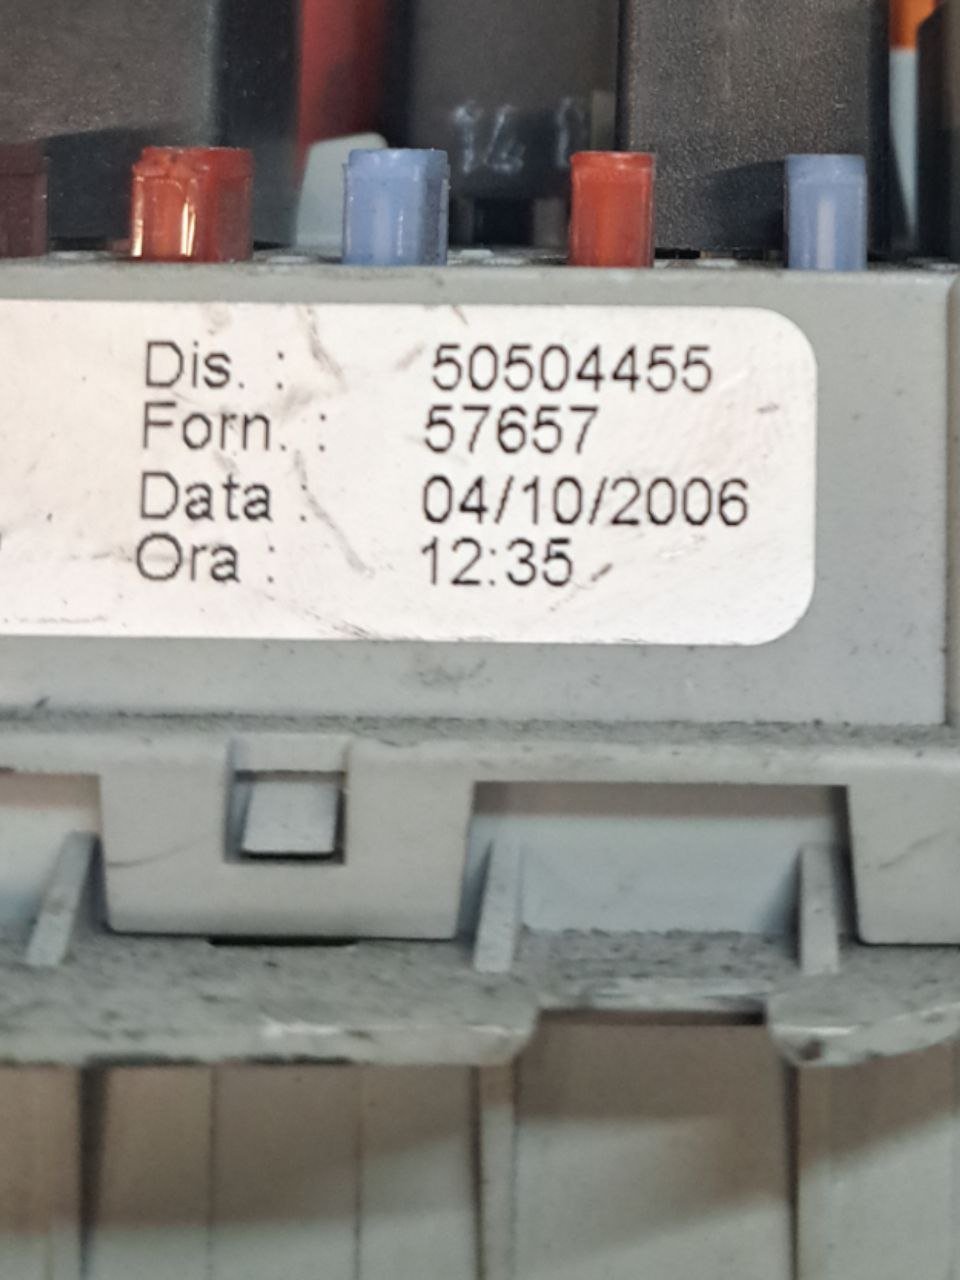 Dis. : 50504455
Forn. : 57657
Data : 04/10/2006
Ora : 12:35